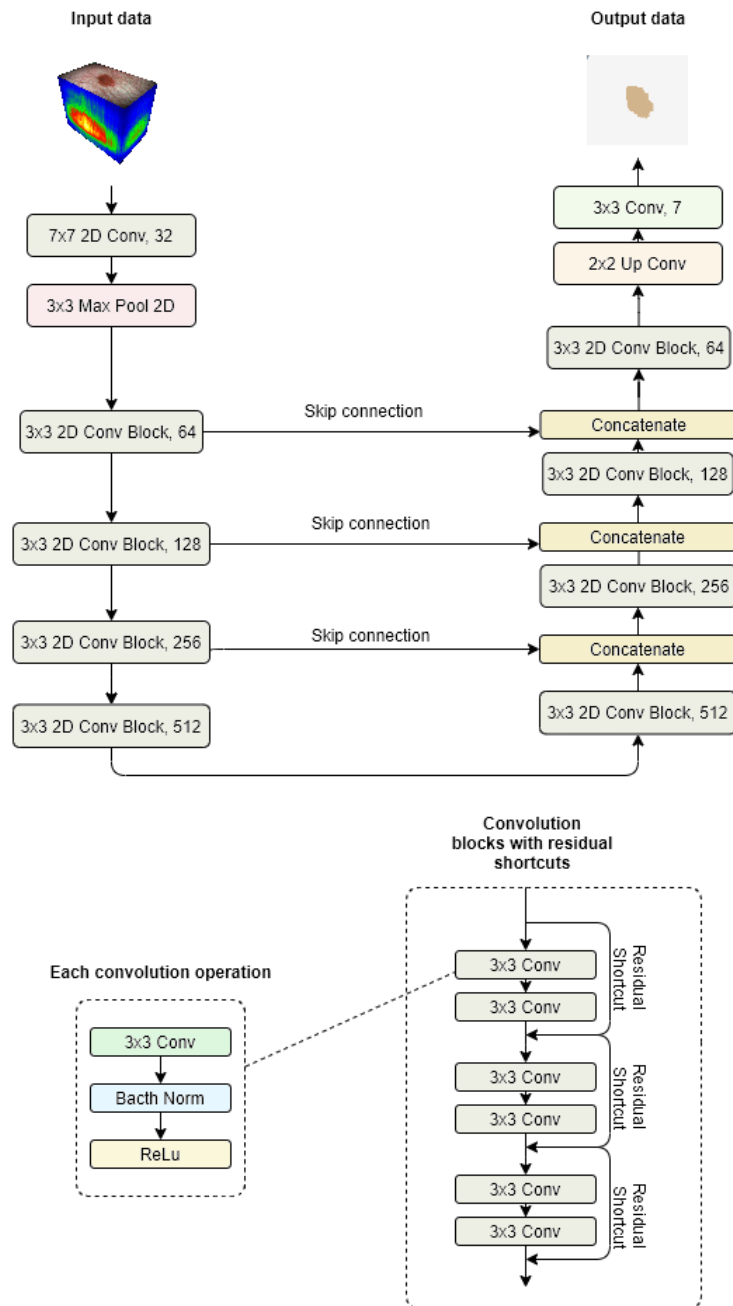 Input data
Output data
7x7 2D Conv, 32
3x3 Max Pool 2D
3x3 2D Conv Block, 64
3x3 2D Conv Block, 128
3x3 2D Conv Block, 256
3x3 2D Conv Block, 512
Skip connection
Skip connection
Skip connection
3x3 Conv, 7
2x2 Up Conv
3x3 2D Conv Block, 64
Concatenate
3x3 2D Conv Block, 128
Concatenate
3x3 2D Conv Block, 256
Concatenate
3x3 2D Conv Block, 512
Each convolution operation
3x3 Conv
Bacth Norm
ReLu
Convolution
blocks with residual
shortcuts
3x3 Conv
3x3 Conv
Residual
Shortcut
3x3 Conv
3x3 Conv
Residual
Shortcut
3x3 Conv
3x3 Conv
Residual
Shortcut